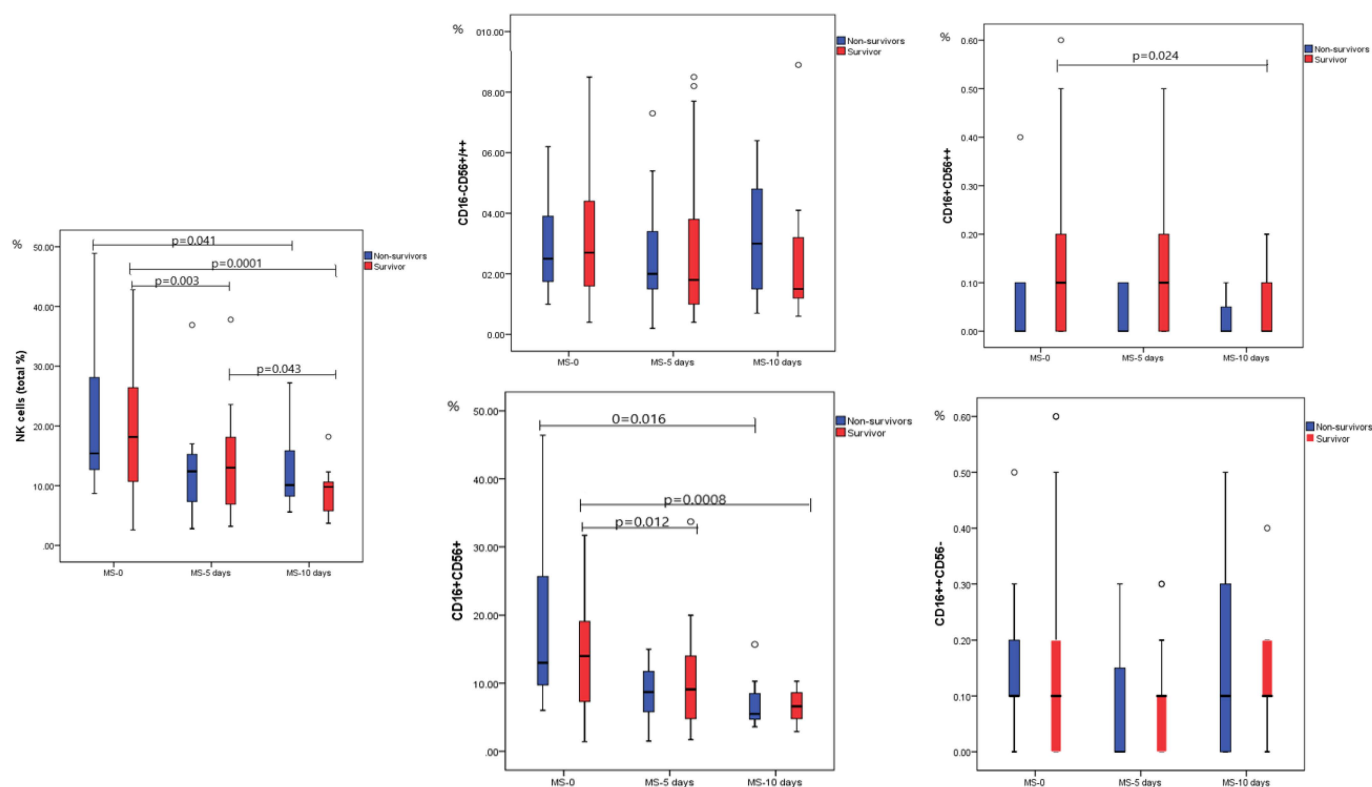 %
NK cells (total %)
50.00
40.00
30.00
20.00
10.00
.00
p=0.041
p=0.0001
p=0.003
p=0.043
Non-survivors
Survivor
MS-0
MS-5 days
MS-10 days
%
CD16-CD56+/++
010.00
08.00
06.00
04.00
02.00
.00
Non-survivors
Survivor
MS-0
MS-5 days
MS-10 days
%
CD16+CD56+
50.00
40.00
30.00
20.00
10.00
.00
0=0.016
p=0.0008
p=0.012
Non-survivors
Survivor
MS-0
MS-5 days
MS-10 days
%
CD16+CD56++
0.60
0.50
0.40
0.30
0.20
0.10
0.00
p=0.024
Non-survivors
Survivor
MS-0
MS-5 days
MS-10 days
%
CD16++CD56-
0.60
0.50
0.40
0.30
0.20
0.10
0.00
Non-survivors
Survivor
MS-0
MS-5 days
MS-10 days